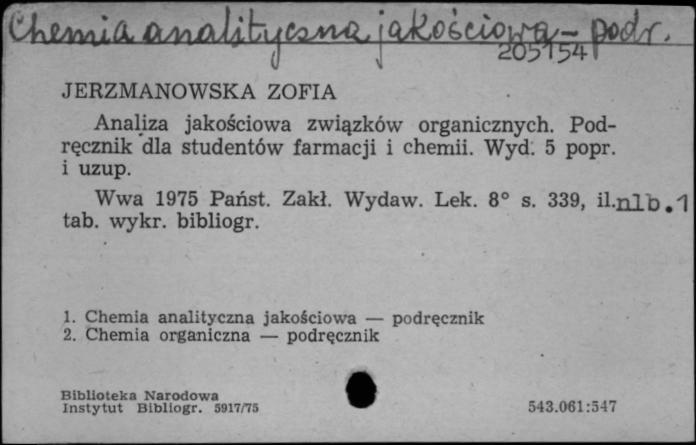 Chemia analityczna jakościowa - podr.
205154
JERZMANOWSKA ZOFIA
Analiza jakościowa związków organicznych. Pod-
ręcznik dla studentów farmacji i chemii. Wyd. 5 popr.
i uzup.
Wwa 1975 Państ. Zakł. Wydaw. Lek. 8° s. 339, il. nlb.1
tab. wykr. bibliogr.
1. Chemia analityczna jakościowa — podręcznik
2. Chemia organiczna — podręcznik
Biblioteka Narodowa
Instytut Bibliogr. 5917/75
543.061:547